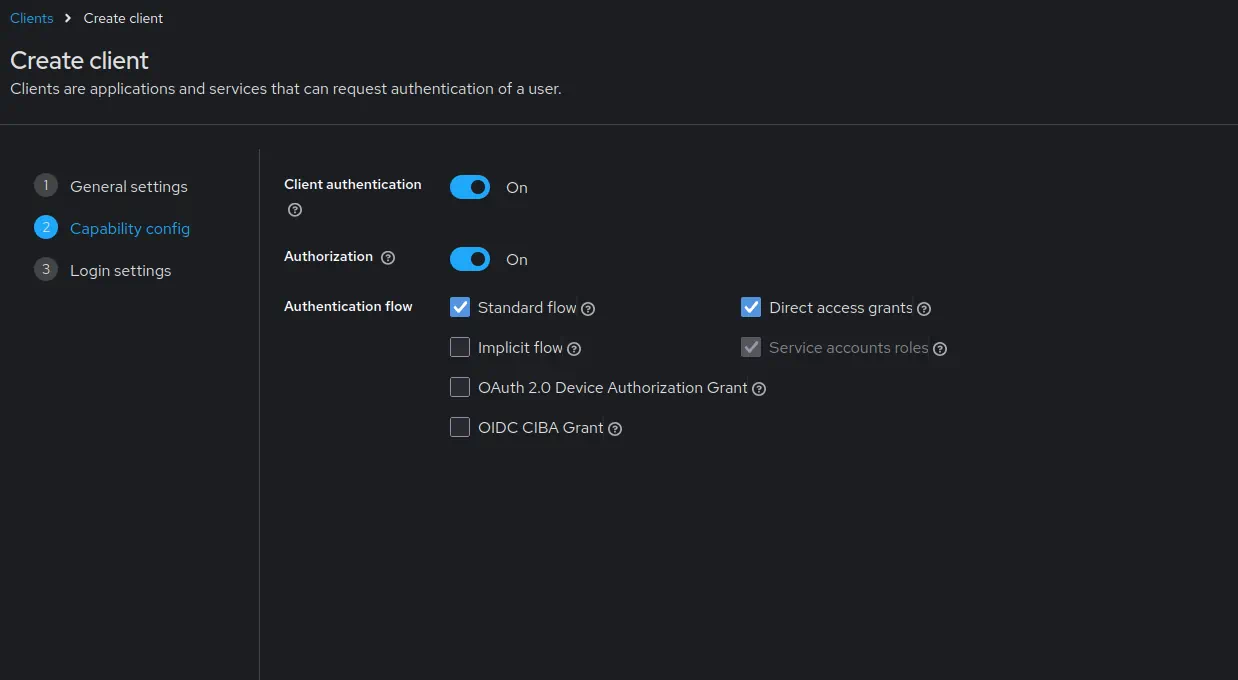 Clients > Create client
Create client
Clients are applications and services that can request authentication of a user.
1 General settings
2 Capability config
3 Login settings
Client authentication On
Authorization On
Authentication flow Standard flow Direct access grants
Implicit flow Service accounts roles
OAuth 2.0 Device Authorization Grant
OIDC CIBA Grant